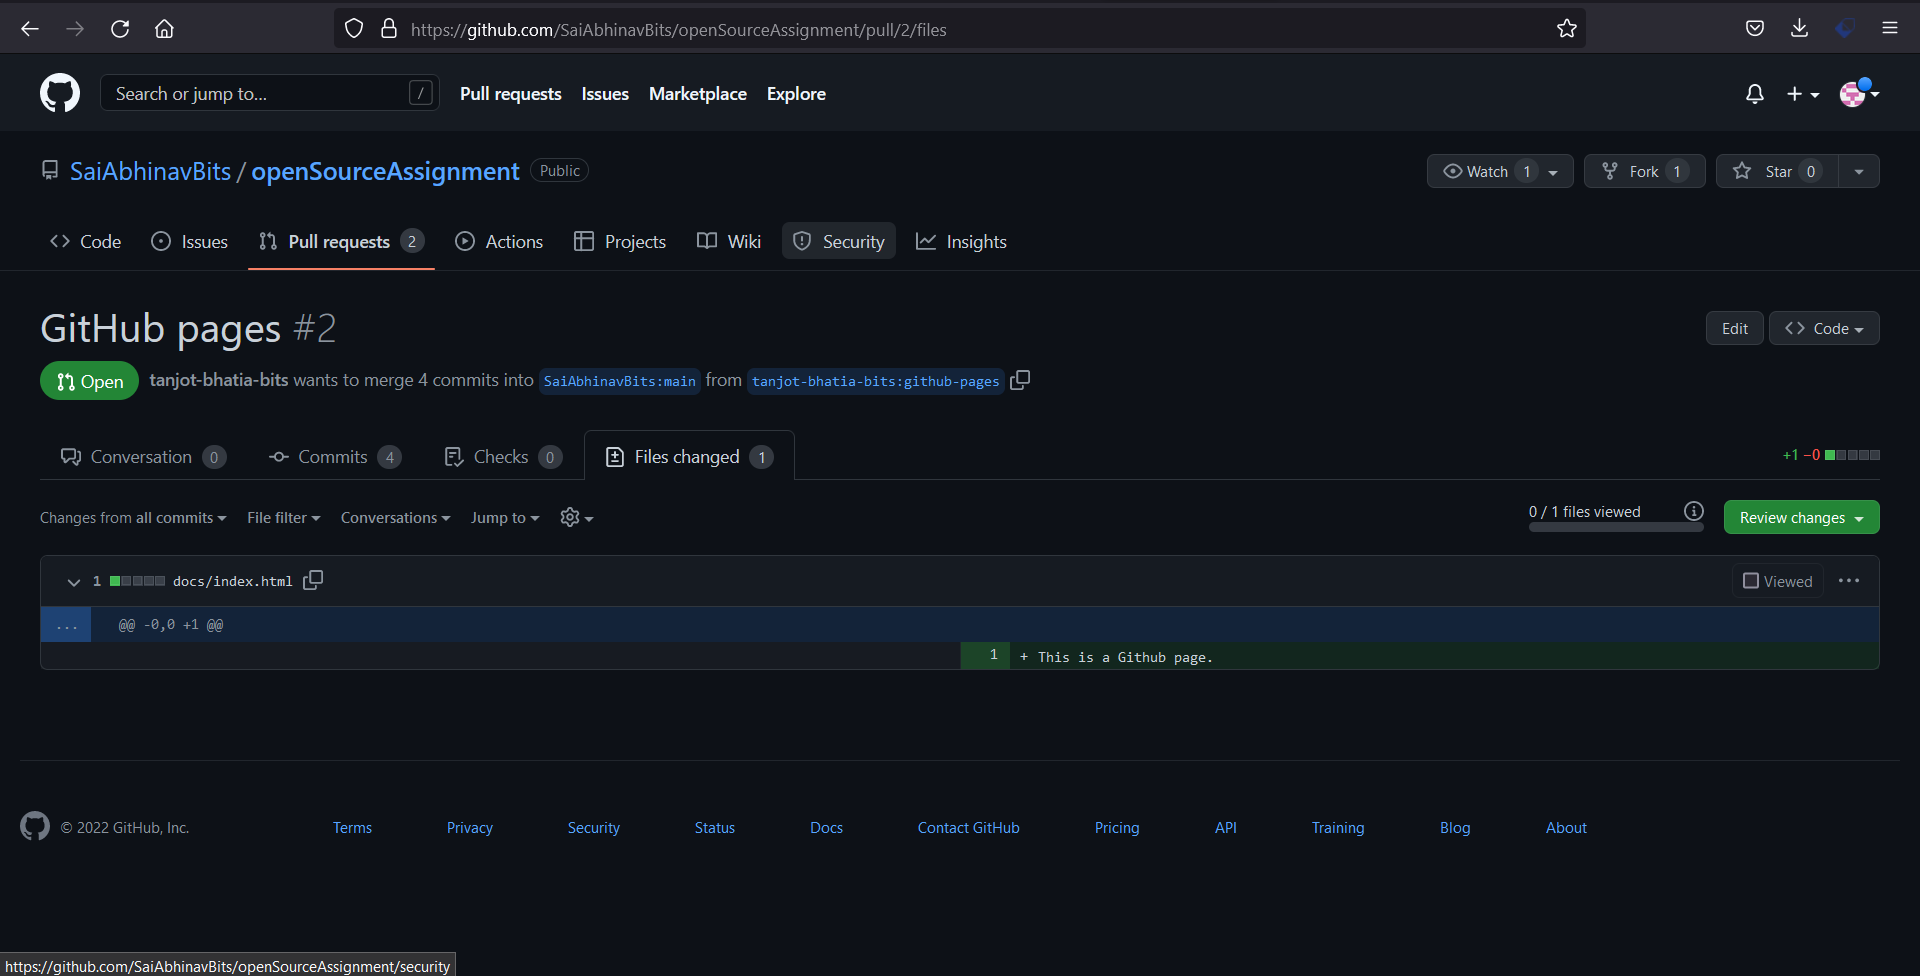 https://github.com/SaiAbhinavBits/openSourceAssignment/pull/2/files
Search or jump to... / Pull requests Issues Marketplace Explore
SaiAbhinavBits / openSourceAssignment Public Watch 1 Fork 1 Star 0
Code Issues Pull requests 2 Actions Projects Wiki Security Insights
GitHub pages #2 Edit Code
Open tanjot-bhatia-bits wants to merge 4 commits into SaiAbhinavBits:main from tanjot-bhatia-bits:github-pages
Conversation 0 Commits 4 Checks 0 Files changed 1 +1 −0
Changes from all commits File filter Conversations Jump to 0 / 1 files viewed Review changes
1 docs/index.html Viewed ...
... @@ -0,0 +1 @@
1 + This is a Github page.
© 2022 GitHub, Inc. Terms Privacy Security Status Docs Contact GitHub Pricing API Training Blog About
https://github.com/SaiAbhinavBits/openSourceAssignment/security